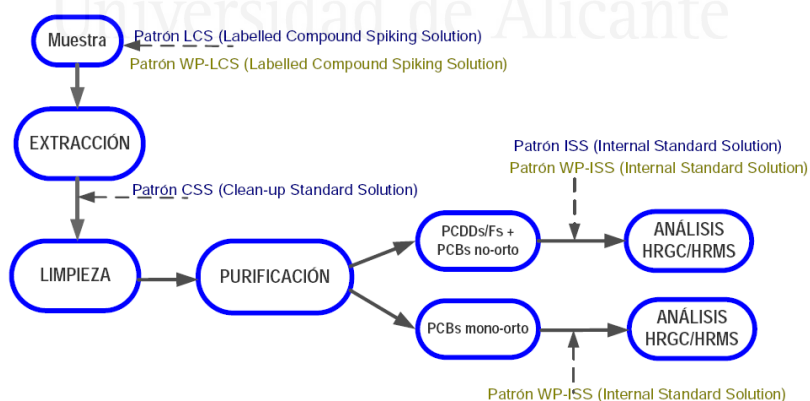 Universidad de Alicante
Muestra
Patrón LCS (Labelled Compound Spiking Solution)
Patrón WP-LCS (Labelled Compound Spiking Solution)
EXTRACCIÓN
Patrón CSS (Clean-up Standard Solution)
LIMPIEZA
PURIFICACIÓN
PCDDs/Fs +
PCBs no-orto
Patrón ISS (Internal Standard Solution)
Patrón WP-ISS (Internal Standard Solution)
ANÁLISIS
HRGC/HRMS
PCBs mono-orto
ANÁLISIS
HRGC/HRMS
Patrón WP-ISS (Internal Standard Solution)